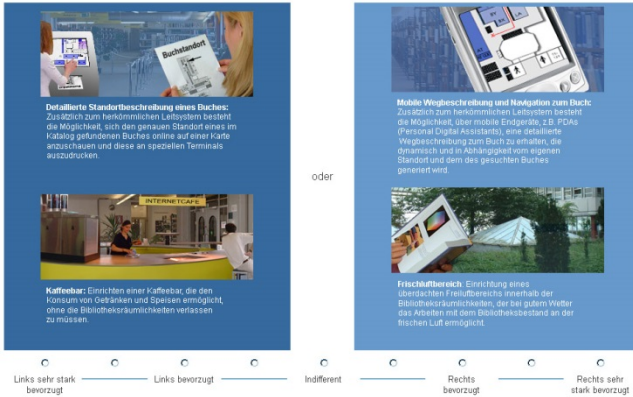 Buchstandort
Detaillierte Standortbeschreibung eines Buches:
Zusätzlich zum herkömmlichen Leitsystem besteht
die Möglichkeit, sich den genauen Standort eines im
Katalog gefundenen Buches online auf einer Karte
anzuschauen und diese an speziellen Terminals
auszudrucken.
INTERNETCAFE
Kaffeebar: Einrichten einer Kaffeebar, die den
Konsum von Getränken und Speisen ermöglicht,
ohne die Bibliotheksräumlichkeiten verlassen
zu müssen.
oder
Mobile Wegbeschreibung und Navigation zum Buch:
Zusätzlich zum herkömmlichen Leitsystem besteht
die Möglichkeit, über mobile Endgeräte, z.B. PDAs
(Personal Digital Assistants), eine detaillierte
Wegbeschreibung zum Buch zu erhalten, die
dynamisch und in Abhängigkeit vom eigenen
Standort und dem des gesuchten Buches
generiert wird.
Frischluftbereich: Einrichtung eines
überdachten Freiluftbereichs innerhalb der
Bibliotheksräumlichkeiten, der bei gutem Wetter
das Arbeiten mit dem Bibliotheksbestand an der
frischen Luft ermöglicht.
Links sehr stark
bevorzugt
Links bevorzugt
Indifferent
Rechts
bevorzugt
Rechts sehr
stark bevorzugt